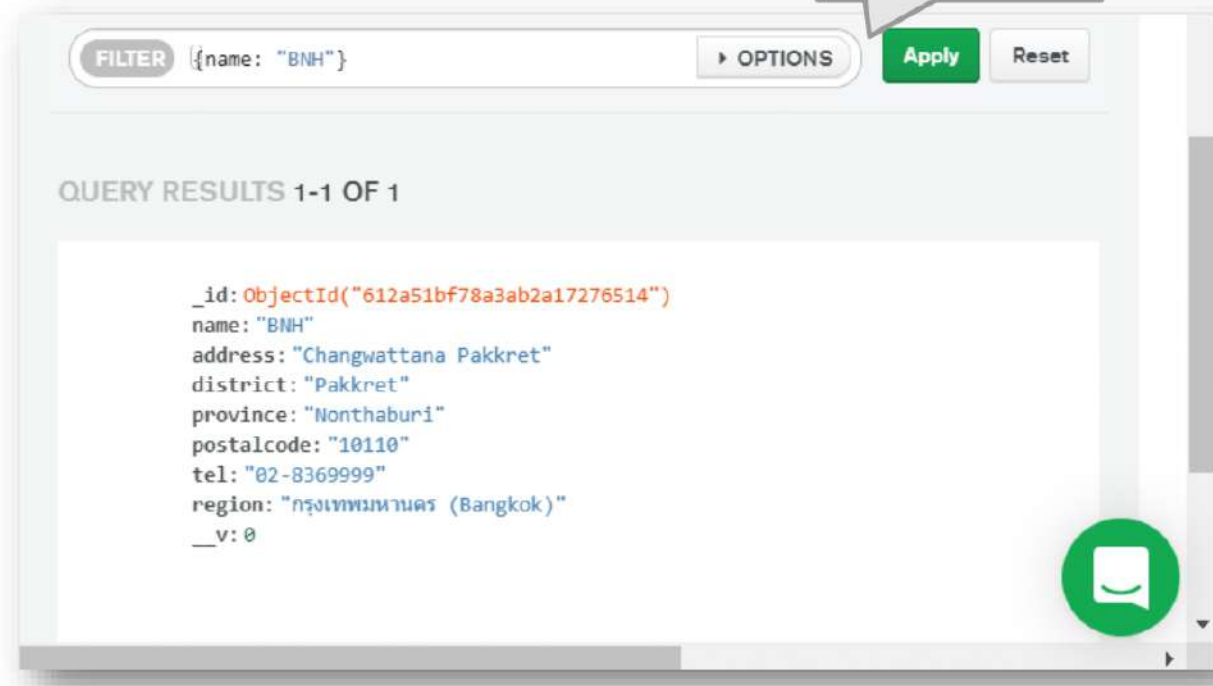 FILTER {name: "BNH"} ▸ OPTIONS Apply Reset
QUERY RESULTS 1-1 OF 1
_id: ObjectId("612a51bf78a3ab2a17276514")
name: "BNH"
address: "Changwattana Pakkret"
district: "Pakkret"
province: "Nonthaburi"
postalcode: "10110"
tel: "02-8369999"
region: "กรุงเทพมหานคร (Bangkok)"
__v: 0